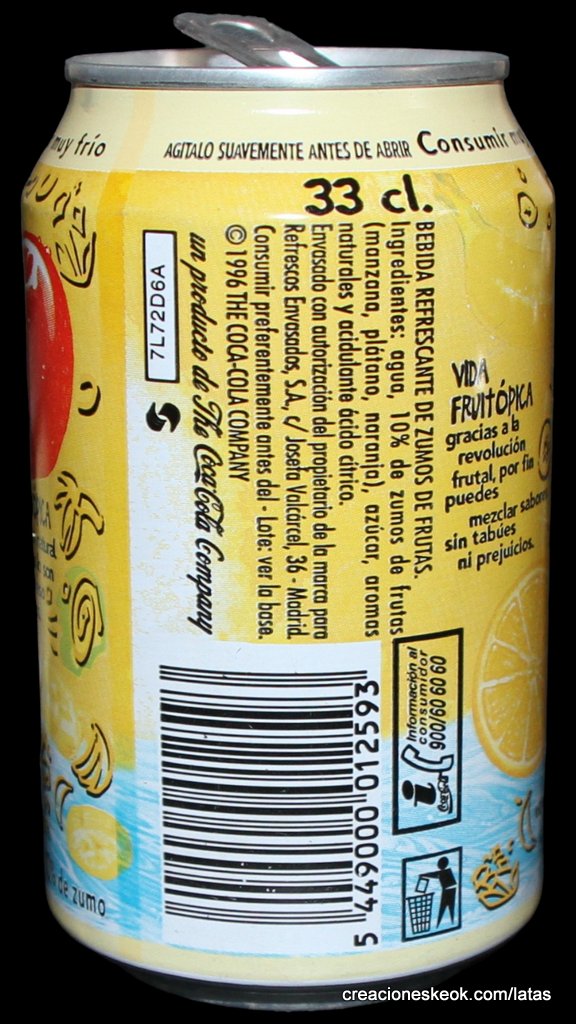 muy frío
AGITALO SUAVEMENTE ANTES DE ABRIR Consumir
33 cl.
BEBIDA REFRESCANTE DE ZUMOS DE FRUTAS.
Ingredientes: agua, 10% de zumos de frutas
(manzana, plátano, naranja), azúcar, aromas
naturales y acidulante ácido cítrico.
Envasado con autorización del propietario de la marca para
Refrescos Envasados, S.A., c/ Josefa Valcárcel, 36 - Madrid.
Consumir preferentemente antes del - Lote: ver la base.
© 1996 THE COCA-COLA COMPANY
un producto de The Coca-Cola Company
7L72D6A
VIDA
FRUITÓPICA
gracias a la
revolución
frutal, por fin
puedes
mezclar sabores
sin tabúes
ni prejuicios.
Información al
consumidor
900/60 60 60
i
Coca-Cola
5 449000 012593
de zumo
creacioneskeok.com/latas